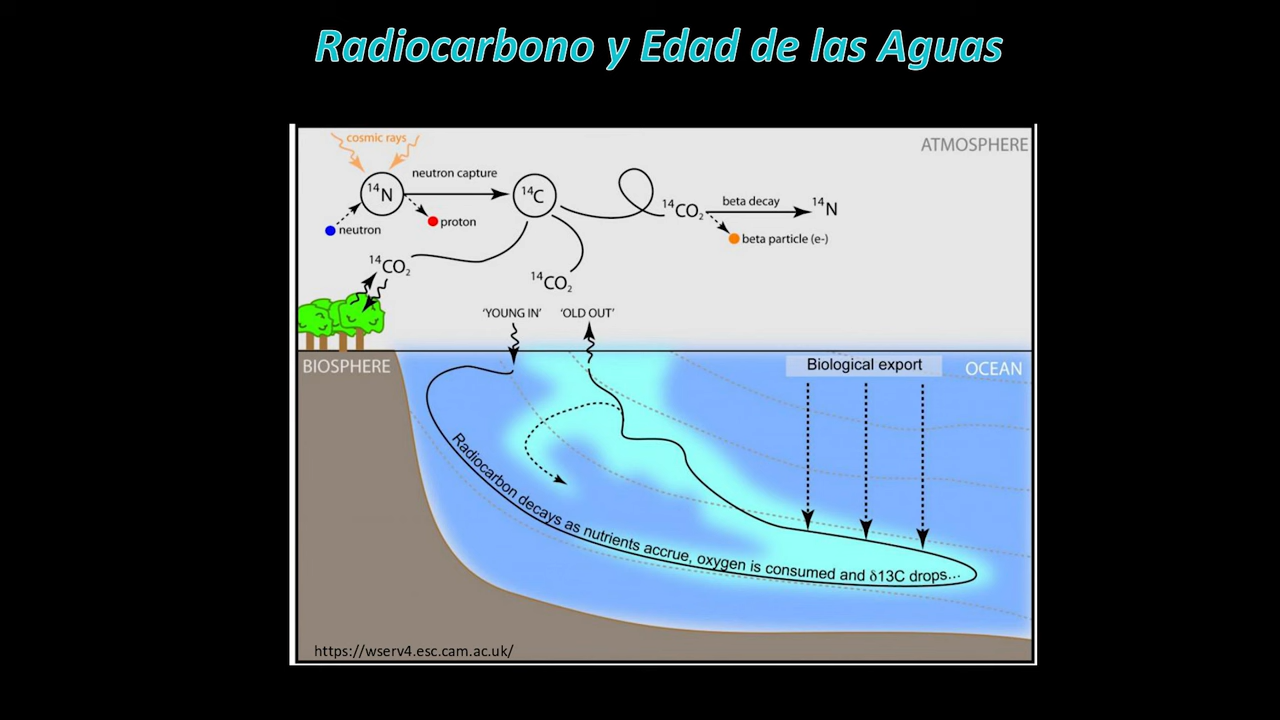 Radiocarbono y Edad de las Aguas
cosmic rays
ATMOSPHERE
¹⁴N
neutron capture
¹⁴C
neutron
proton
¹⁴CO₂
beta decay
¹⁴N
beta particle (e-)
¹⁴CO₂
¹⁴CO₂
'YOUNG IN'
'OLD OUT'
BIOSPHERE
Biological export
OCEAN
Radiocarbon decays as nutrients accrue, oxygen is consumed and δ13C drops...
https://wserv4.esc.cam.ac.uk/